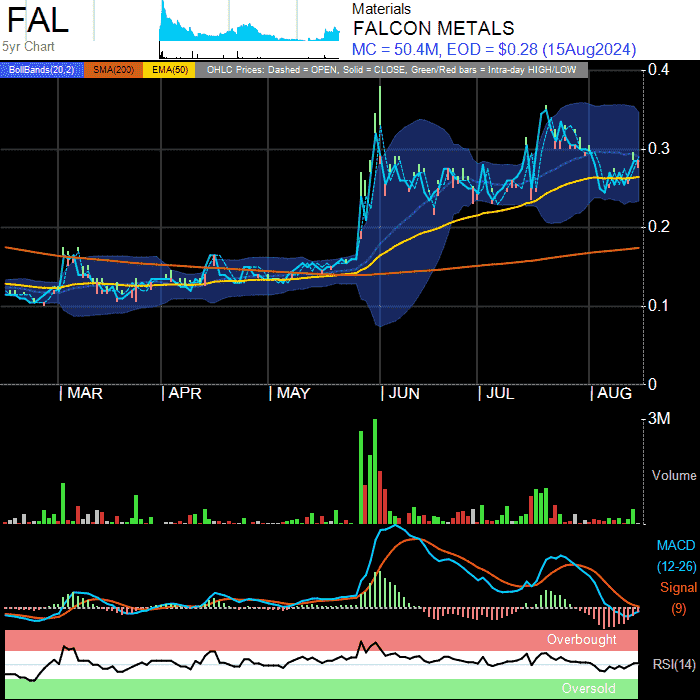 FAL
5yr Chart
Materials
FALCON METALS
MC = 50.4M, EOD = $0.28 (15Aug2024)
BollBands(20,2) SMA(200) EMA(50) OHLC Prices: Dashed = OPEN, Solid = CLOSE, Green/Red bars = Intra-day HIGH/LOW
0.4
0.3
0.2
0.1
0
MAR APR MAY JUN JUL AUG
3M
Volume
MACD
(12-26)
Signal
(9)
Overbought
RSI(14)
Oversold